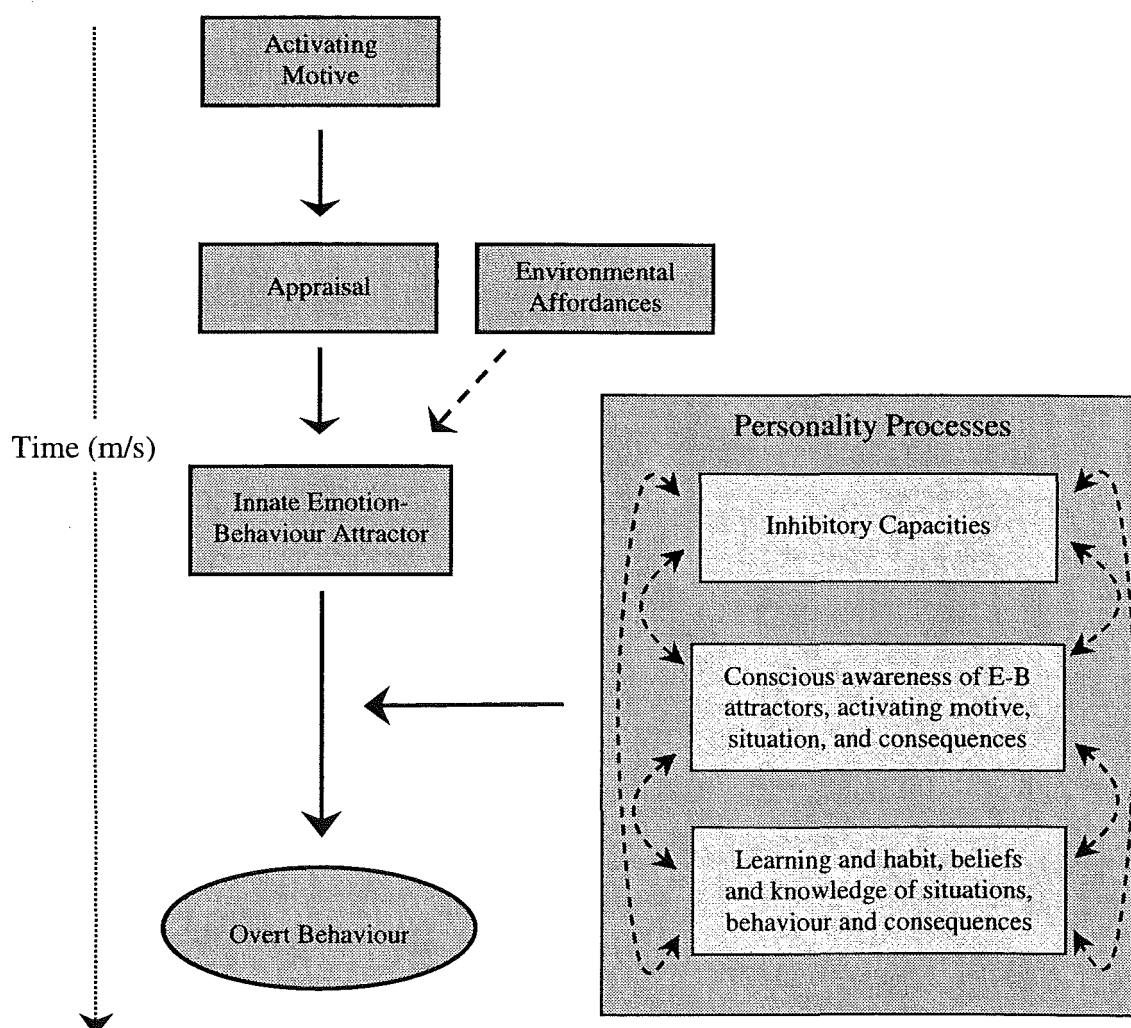 Activating
Motive
Appraisal
Environmental
Affordances
Time (m/s)
Innate Emotion-
Behaviour Attractor
Overt Behaviour
Personality Processes
Inhibitory Capacities
Conscious awareness of E-B
attractors, activating motive,
situation, and consequences
Learning and habit, beliefs
and knowledge of situations,
behaviour and consequences